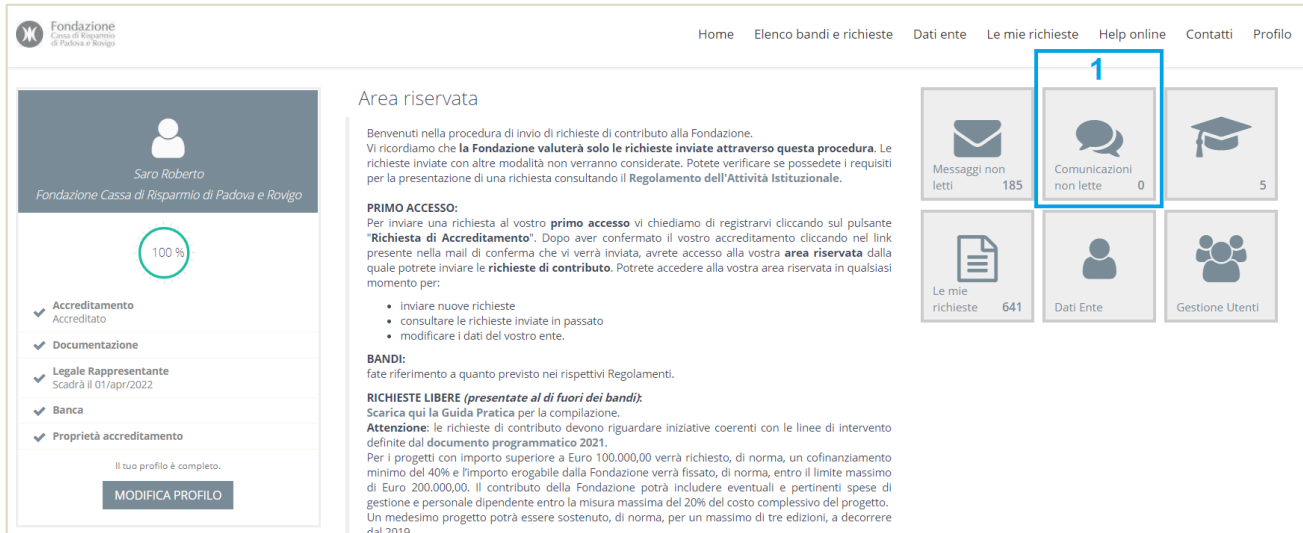 Fondazione
Cassa di Risparmio
di Padova e Rovigo
Home Elenco bandi e richieste Dati ente Le mie richieste Help online Contatti Profilo
Saro Roberto
Fondazione Cassa di Risparmio di Padova e Rovigo
100 %
Accreditamento
Accreditato
Documentazione
Legale Rappresentante
Scadrà il 01/apr/2022
Banca
Proprietà accreditamento
Il tuo profilo è completo.
MODIFICA PROFILO
Area riservata
Benvenuti nella procedura di invio di richieste di contributo alla Fondazione.
Vi ricordiamo che la Fondazione valuterà solo le richieste inviate attraverso questa procedura. Le
richieste inviate con altre modalità non verranno considerate. Potete verificare se possedete i requisiti
per la presentazione di una richiesta consultando il Regolamento dell'Attività Istituzionale.
PRIMO ACCESSO:
Per inviare una richiesta al vostro primo accesso vi chiediamo di registrarvi cliccando sul pulsante
"Richiesta di Accreditamento". Dopo aver confermato il vostro accreditamento cliccando nel link
presente nella mail di conferma che vi verrà inviata, avrete accesso alla vostra area riservata dalla
quale potrete inviare le richieste di contributo. Potrete accedere alla vostra area riservata in qualsiasi
momento per:
• inviare nuove richieste
• consultare le richieste inviate in passato
• modificare i dati del vostro ente.
BANDI:
fate riferimento a quanto previsto nei rispettivi Regolamenti.
RICHIESTE LIBERE (presentate al di fuori dei bandi):
Scarica qui la Guida Pratica per la compilazione.
Attenzione: le richieste di contributo devono riguardare iniziative coerenti con le linee di intervento
definite dal documento programmatico 2021.
Per i progetti con importo superiore a Euro 100.000,00 verrà richiesto, di norma, un cofinanziamento
minimo del 40% e l'importo erogabile dalla Fondazione verrà fissato, di norma, entro il limite massimo
di Euro 200.000,00. Il contributo della Fondazione potrà includere eventuali e pertinenti spese di
gestione e personale dipendente entro la misura massima del 20% del costo complessivo del progetto.
Un medesimo progetto potrà essere sostenuto, di norma, per un massimo di tre edizioni, a decorrere
dal 2019.
1
Messaggi non
letti 185
Comunicazioni
non lette 0
5
Le mie
richieste 641
Dati Ente
Gestione Utenti